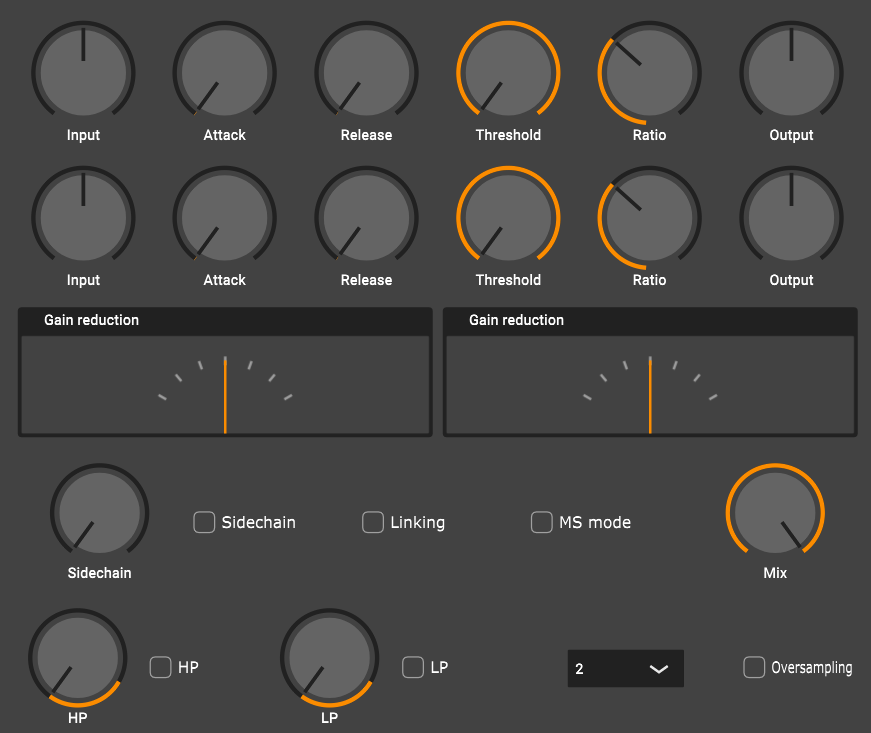 Input Attack Release Threshold Ratio Output
Input Attack Release Threshold Ratio Output
Gain reduction Gain reduction
Sidechain Linking MS mode
Sidechain Mix
HP LP 2 Oversampling
HP LP